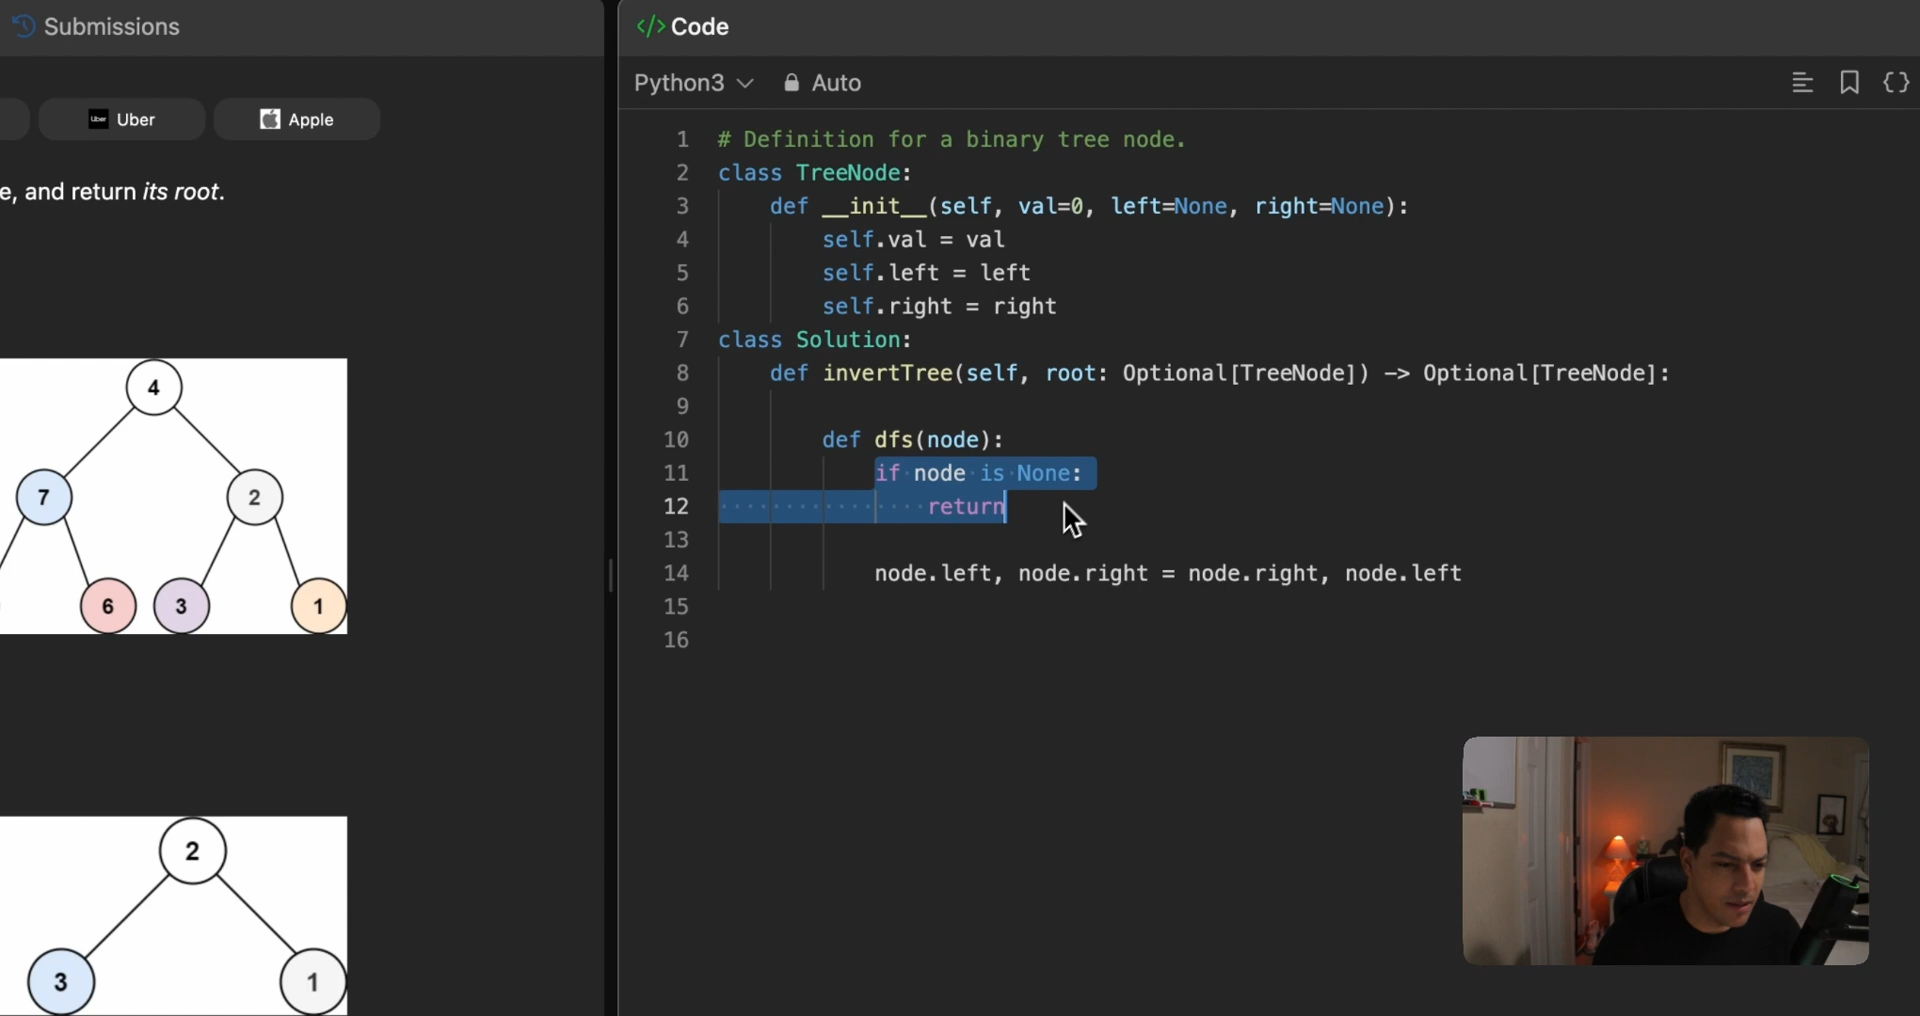 Submissions
Uber
Apple
e, and return its root.
4
7
2
6
3
1
2
3
1
</> Code
Python3
Auto
1 # Definition for a binary tree node.
2 class TreeNode:
3 def __init__(self, val=0, left=None, right=None):
4 self.val = val
5 self.left = left
6 self.right = right
7 class Solution:
8 def invertTree(self, root: Optional[TreeNode]) -> Optional[TreeNode]:
9
10 def dfs(node):
11 if node is None:
12 return
13
14 node.left, node.right = node.right, node.left
15
16